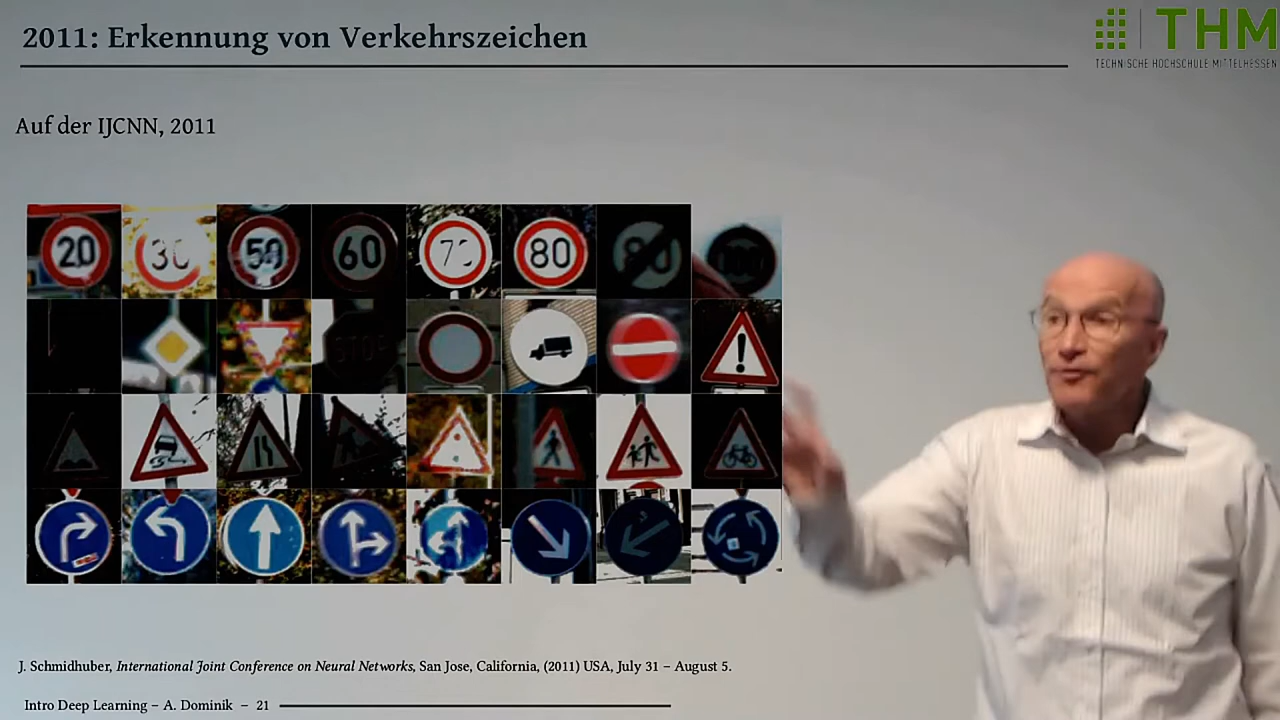 2011: Erkennung von Verkehrszeichen
THM
TECHNISCHE HOCHSCHULE MITTELHESSEN
Auf der IJCNN, 2011
20
30
50
60
70
80
80
STOP
J. Schmidhuber, International Joint Conference on Neural Networks, San Jose, California, (2011) USA, July 31 – August 5.
Intro Deep Learning – A. Dominik – 21